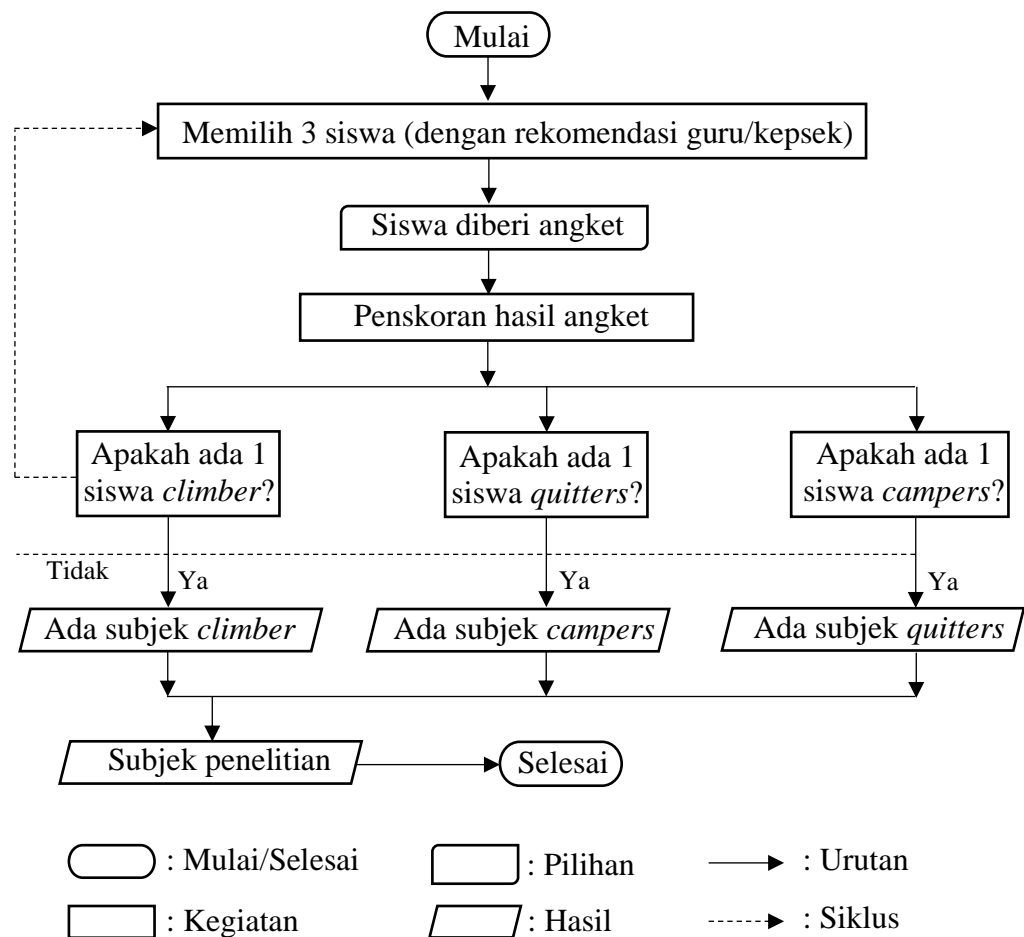 Mulai
Memilih 3 siswa (dengan rekomendasi guru/kepsek)
Siswa diberi angket
Penskoran hasil angket
Apakah ada 1
siswa climber?
Apakah ada 1
siswa quitters?
Apakah ada 1
siswa campers?
Tidak
Ya
Ya
Ya
Ada subjek climber
Ada subjek campers
Ada subjek quitters
Subjek penelitian
Selesai
: Mulai/Selesai
: Pilihan
: Urutan
: Kegiatan
: Hasil
: Siklus